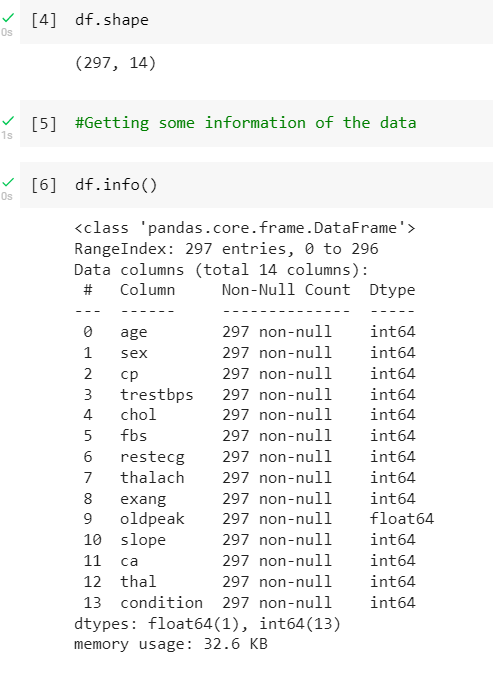 [4] df.shape
0s
(297, 14)
[5] #Getting some information of the data
1s
[6] df.info()
0s
<class 'pandas.core.frame.DataFrame'>
RangeIndex: 297 entries, 0 to 296
Data columns (total 14 columns):
 #   Column     Non-Null Count  Dtype
---  ------     --------------  -----
 0   age        297 non-null    int64
 1   sex        297 non-null    int64
 2   cp         297 non-null    int64
 3   trestbps   297 non-null    int64
 4   chol       297 non-null    int64
 5   fbs        297 non-null    int64
 6   restecg    297 non-null    int64
 7   thalach    297 non-null    int64
 8   exang      297 non-null    int64
 9   oldpeak    297 non-null    float64
 10  slope      297 non-null    int64
 11  ca         297 non-null    int64
 12  thal       297 non-null    int64
 13  condition  297 non-null    int64
dtypes: float64(1), int64(13)
memory usage: 32.6 KB